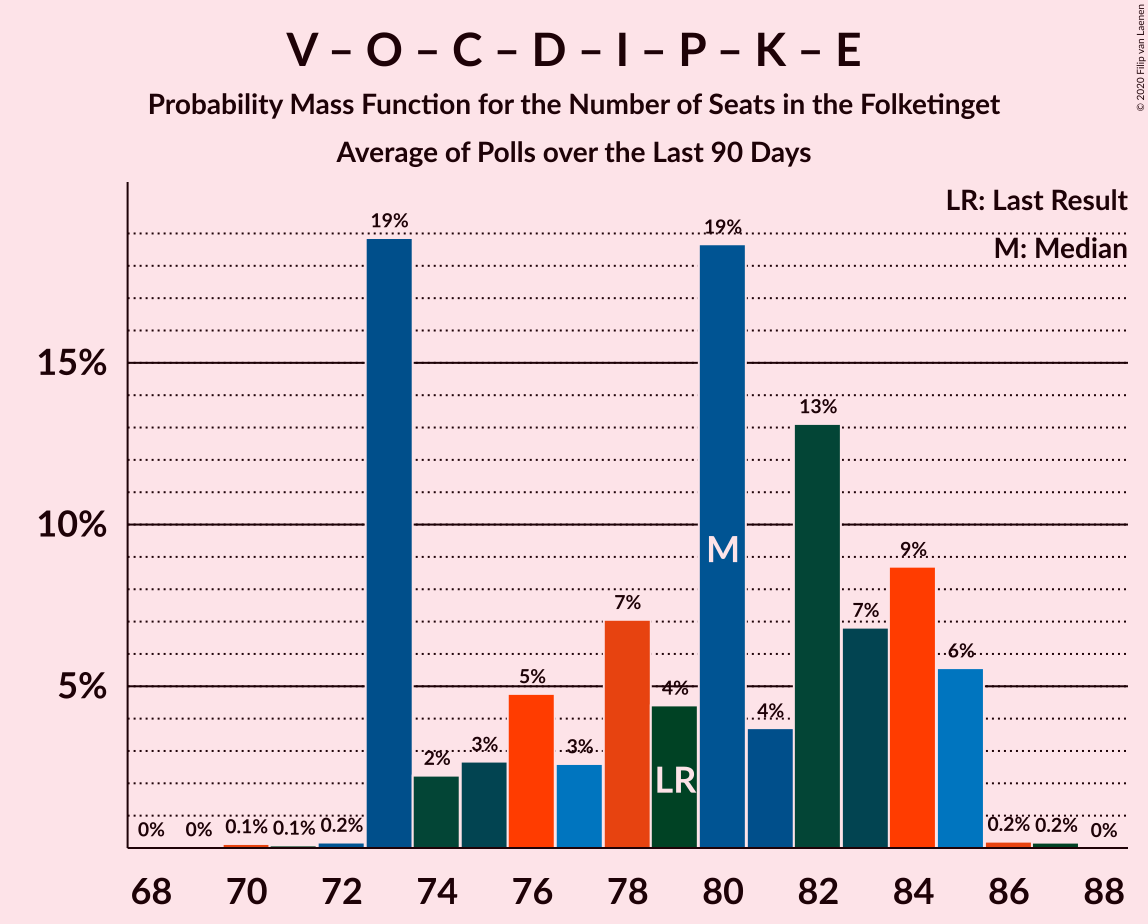 V – O – C – D – I – P – K – E
Probability Mass Function for the Number of Seats in the Folketinget
Average of Polls over the Last 90 Days
© 2020 Filip van Laenen
LR: Last Result
M: Median
15%
10%
5%
0% 0% 0.1% 0.1% 0.2% 19% 2% 3% 5% 3% 7% 4% 19% 4% 13% 7% 9% 6% 0.2% 0.2% 0%
M
LR
68 70 72 74 76 78 80 82 84 86 88